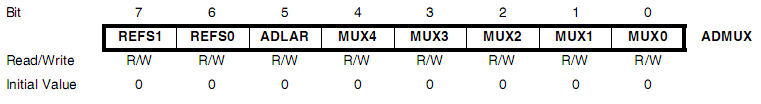 Bit 7 6 5 4 3 2 1 0
REFS1 REFS0 ADLAR MUX4 MUX3 MUX2 MUX1 MUX0 ADMUX
Read/Write R/W R/W R/W R/W R/W R/W R/W R/W
Initial Value 0 0 0 0 0 0 0 0